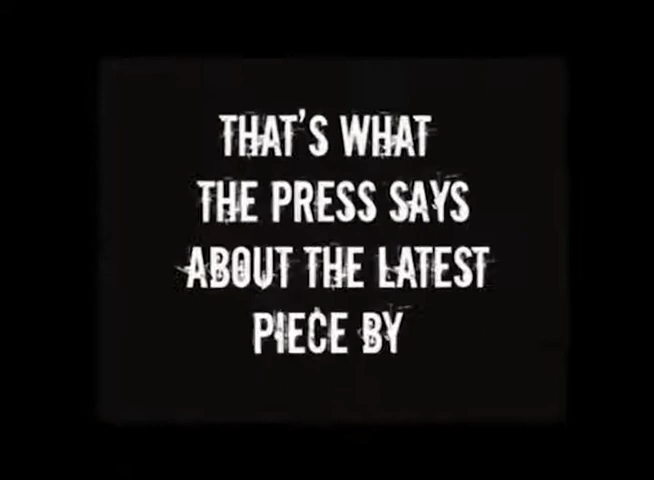 THAT'S WHAT
THE PRESS SAYS
ABOUT THE LATEST
PIECE BY